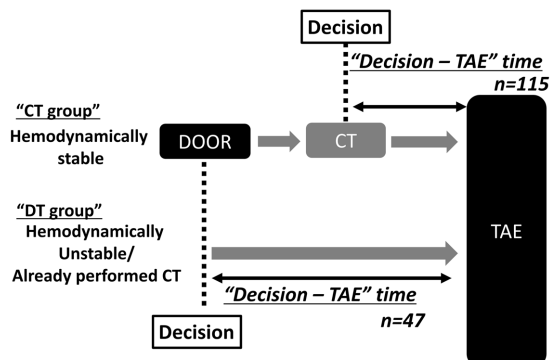 Decision
“Decision – TAE” time
n=115
“CT group”
Hemodynamically
stable
DOOR
CT
TAE
“DT group”
Hemodynamically
Unstable/
Already performed CT
“Decision – TAE” time
n=47
Decision